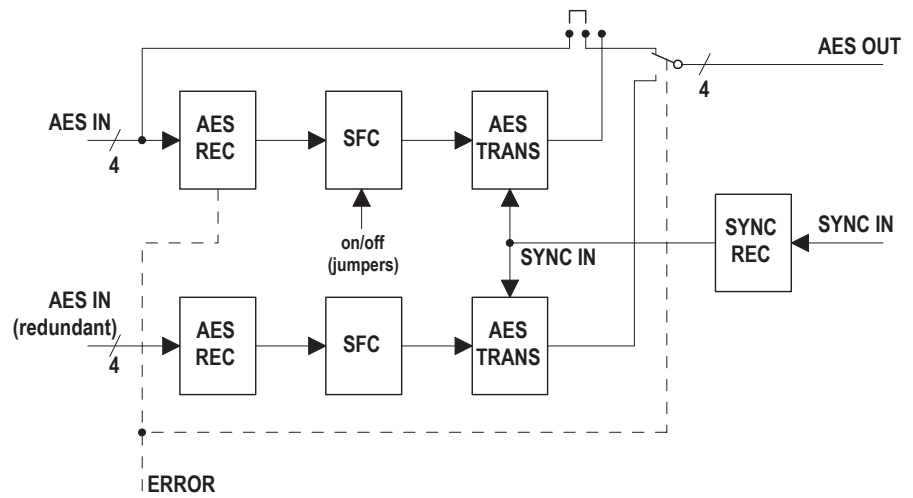 AES OUT
4
AES IN
4
AES
REC
SFC
AES
TRANS
on/off
(jumpers)
SYNC IN
SYNC
REC
SYNC IN
AES IN
(redundant)
4
AES
REC
SFC
AES
TRANS
ERROR